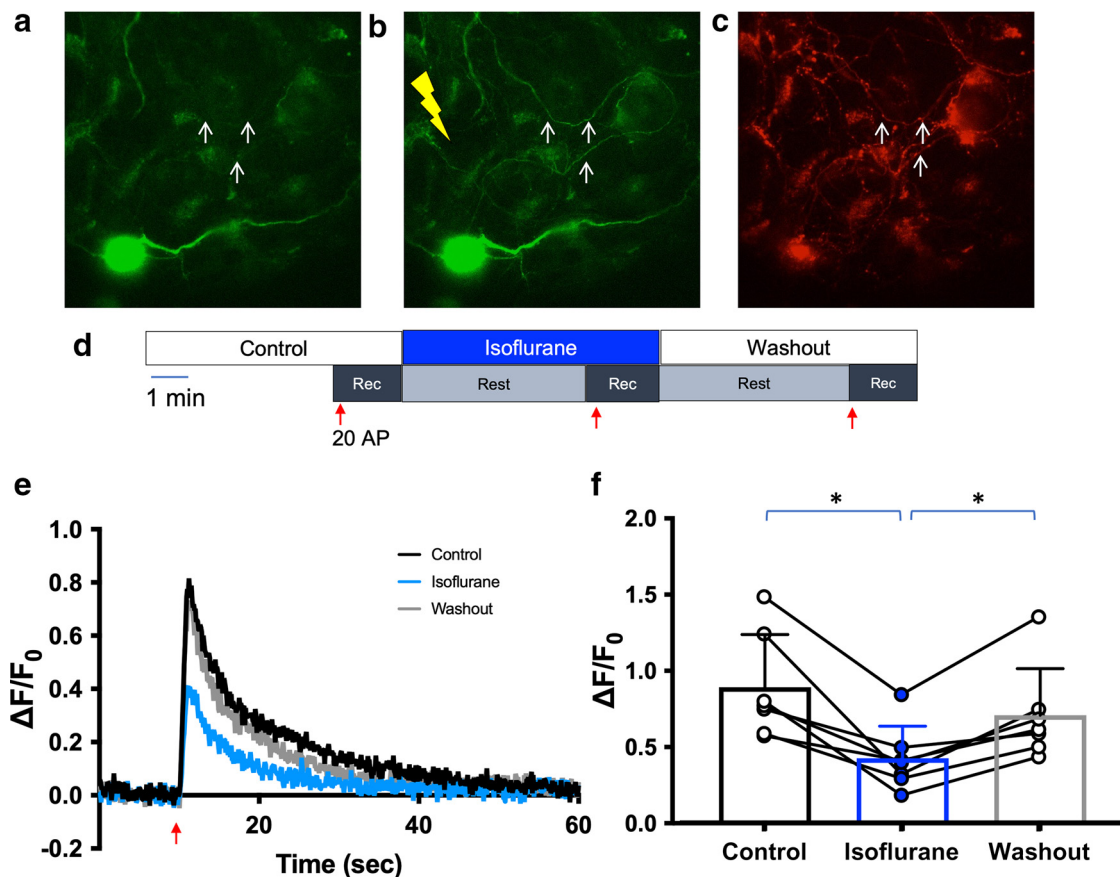 a
b
c
d
Control Isoflurane Washout
Rec Rest Rec Rest Rec
1 min
20 AP
e
1.0
0.8
0.6
0.4
0.2
0.0
-0.2
ΔF/F0
20 40 60
Time (sec)
Control
Isoflurane
Washout
f
* *
2.0
1.5
1.0
0.5
0.0
ΔF/F0
Control Isoflurane Washout